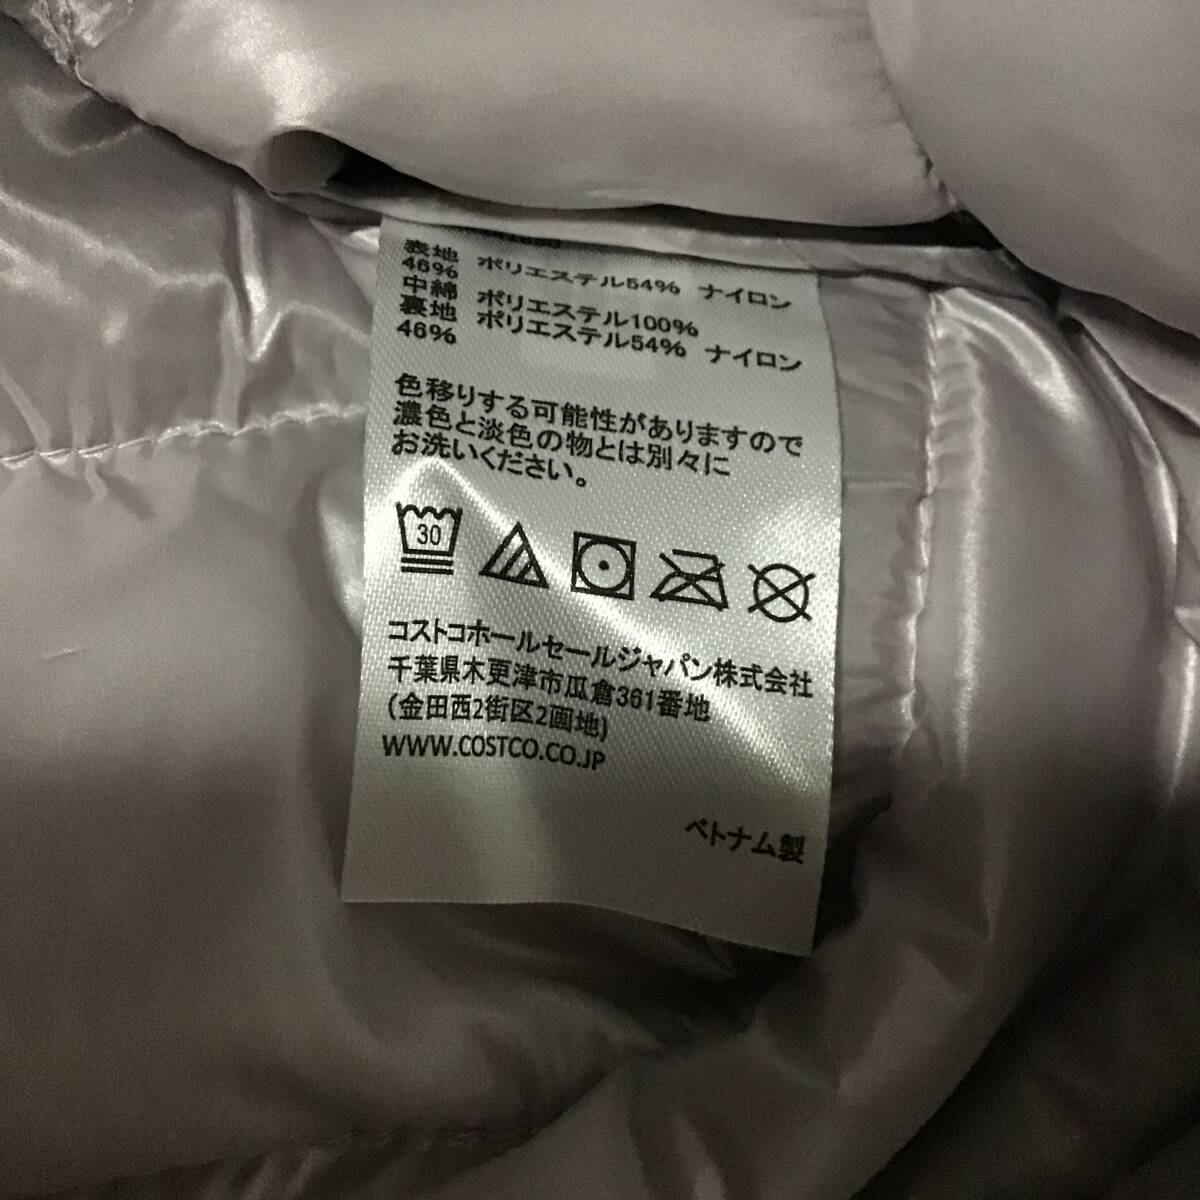 表地 ポリエステル54% ナイロン
46%
中綿 ポリエステル100%
裏地 ポリエステル54% ナイロン
46%
色移りする可能性がありますので
濃色と淡色の物とは別々に
お洗いください。
30
コストコホールセールジャパン株式会社
千葉県木更津市瓜倉361番地
(金田西2街区2画地)
WWW.COSTCO.CO.JP
ベトナム製